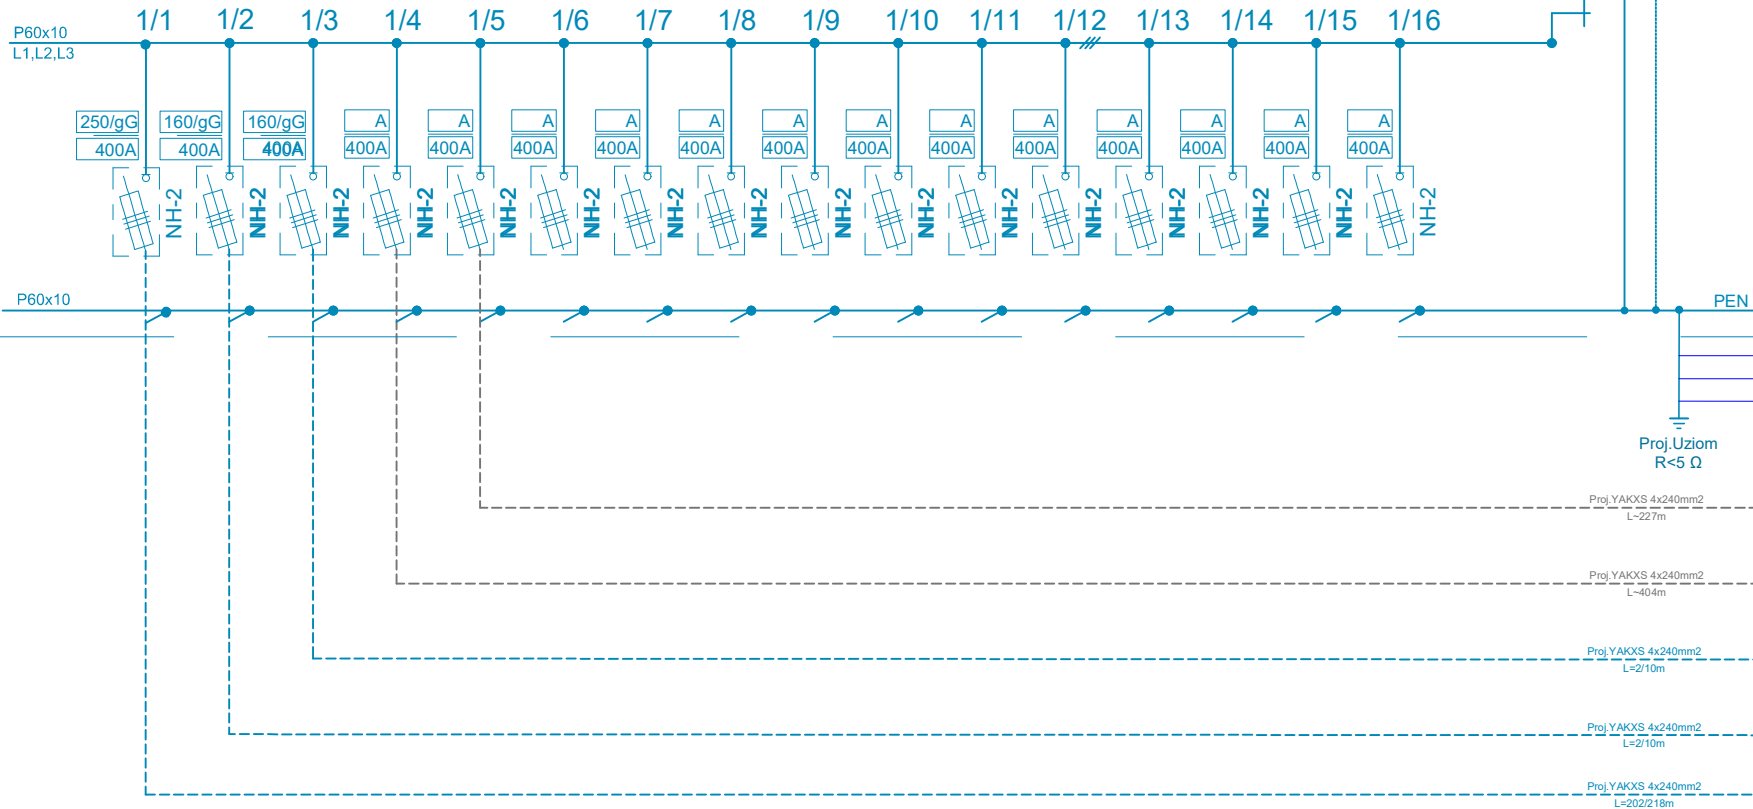 1/1 1/2 1/3 1/4 1/5 1/6 1/7 1/8 1/9 1/10 1/11 1/12 1/13 1/14 1/15 1/16
P60x10
L1,L2,L3
250/gG 160/gG 160/gG A A A A A A A A A A A A A
400A 400A 400A 400A 400A 400A 400A 400A 400A 400A 400A 400A 400A 400A 400A 400A
NH-2 NH-2 NH-2 NH-2 NH-2 NH-2 NH-2 NH-2 NH-2 NH-2 NH-2 NH-2 NH-2 NH-2 NH-2 NH-2
P60x10 PEN
Proj.Uziom
R<5 Ω
Proj.YAKXS 4x240mm2
L~227m
Proj.YAKXS 4x240mm2
L~404m
Proj.YAKXS 4x240mm2
L=2/10m
Proj.YAKXS 4x240mm2
L=2/10m
Proj.YAKXS 4x240mm2
L=202/218m